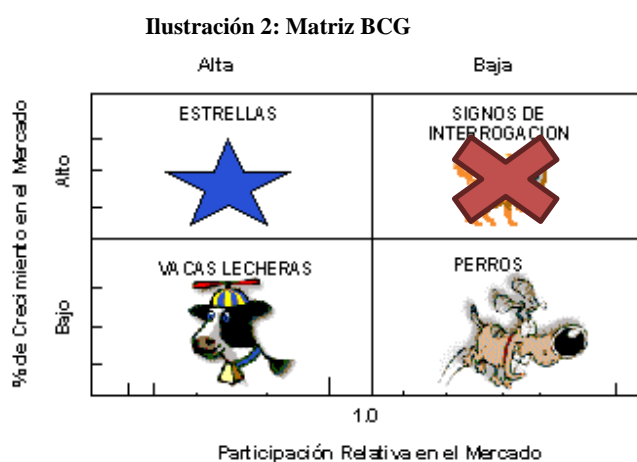 Ilustración 2: Matriz BCG
Alta Baja
% de Crecimiento en el Mercado
Alto
Bajo
ESTRELLAS
SIGNOS DE
INTERROGACION
VACAS LECHERAS
PERROS
1.0
Participación Relativa en el Mercado